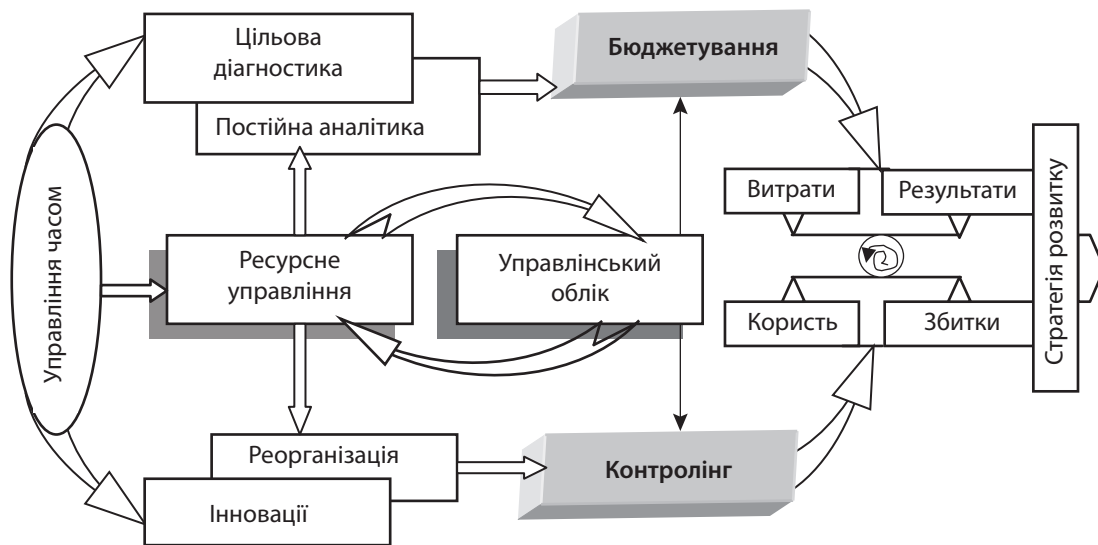 Цільова
діагностика
Постійна аналітика
Бюджетування
Управління часом
Ресурсне
управління
Управлінський
облік
Витрати
Результати
Користь
Збитки
Стратегія розвитку
Реорганізація
Інновації
Контролінг